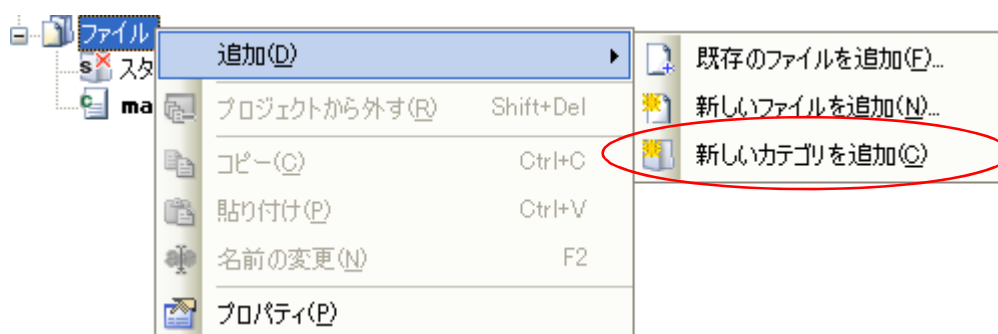 ファイル
スタ
ma
追加(D)
プロジェクトから外す(R) Shift+Del
コピー(C) Ctrl+C
貼り付け(P) Ctrl+V
名前の変更(N) F2
プロパティ(P)
既存のファイルを追加(F)...
新しいファイルを追加(N)...
新しいカテゴリを追加(C)